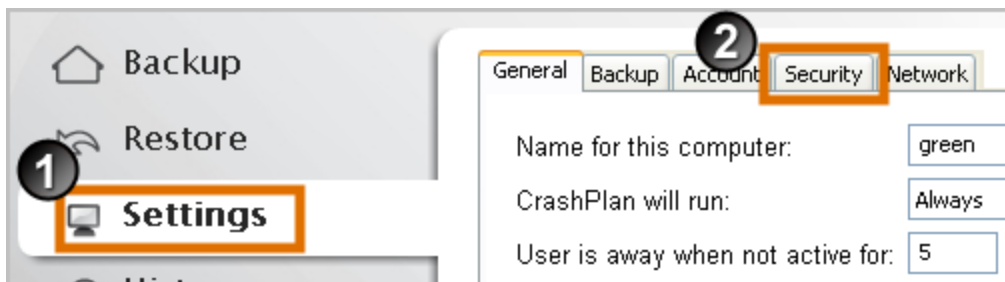 Backup
Restore
1
Settings
2
General Backup Account Security Network
Name for this computer: green
CrashPlan will run: Always
User is away when not active for: 5